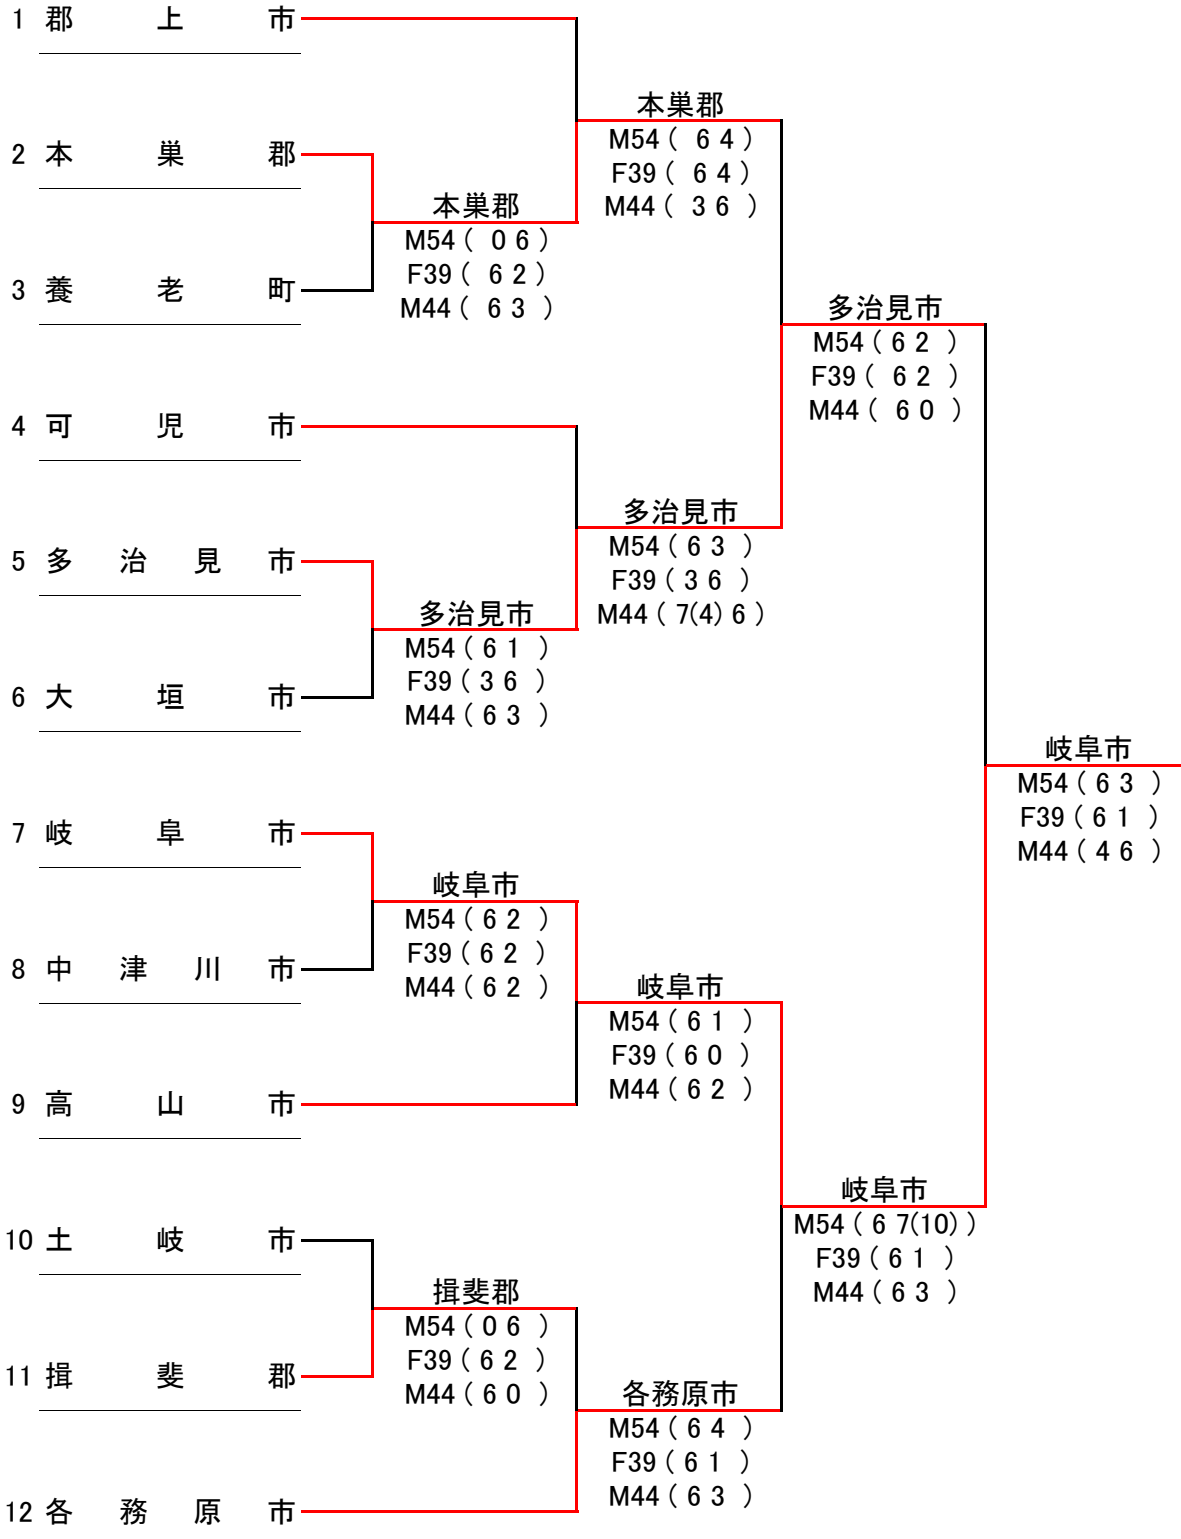 1 郡上市
本巣郡
M54 ( 6 4 )
2 本巣郡
F39 ( 6 4 )
本巣郡
M44 ( 3 6 )
M54 ( 0 6 )
F39 ( 6 2 )
3 養老町
M44 ( 6 3 )
多治見市
M54 ( 6 2 )
F39 ( 6 2 )
M44 ( 6 0 )
4 可児市
多治見市
M54 ( 6 3 )
5 多治見市
F39 ( 3 6 )
多治見市
M44 ( 7(4) 6 )
M54 ( 6 1 )
F39 ( 3 6 )
6 大垣市
M44 ( 6 3 )
岐阜市
M54 ( 6 3 )
F39 ( 6 1 )
M44 ( 4 6 )
7 岐阜市
岐阜市
M54 ( 6 2 )
F39 ( 6 2 )
8 中津川市
M44 ( 6 2 )
岐阜市
M54 ( 6 1 )
F39 ( 6 0 )
M44 ( 6 2 )
9 高山市
岐阜市
M54 ( 6 7(10) )
F39 ( 6 1 )
M44 ( 6 3 )
10 土岐市
揖斐郡
M54 ( 0 6 )
F39 ( 6 2 )
11 揖斐郡
M44 ( 6 0 )
各務原市
M54 ( 6 4 )
F39 ( 6 1 )
M44 ( 6 3 )
12 各務原市